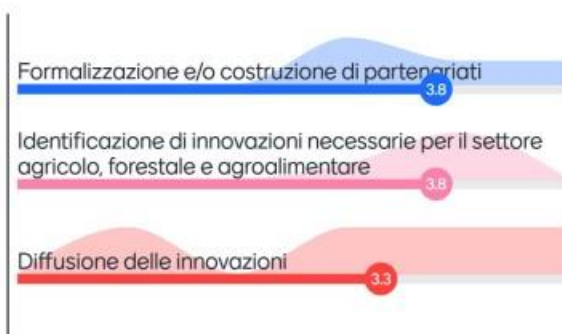 Formalizzazione e/o costruzione di partenariati
3.8
Identificazione di innovazioni necessarie per il settore
agricolo, forestale e agroalimentare
3.8
Diffusione delle innovazioni
3.3